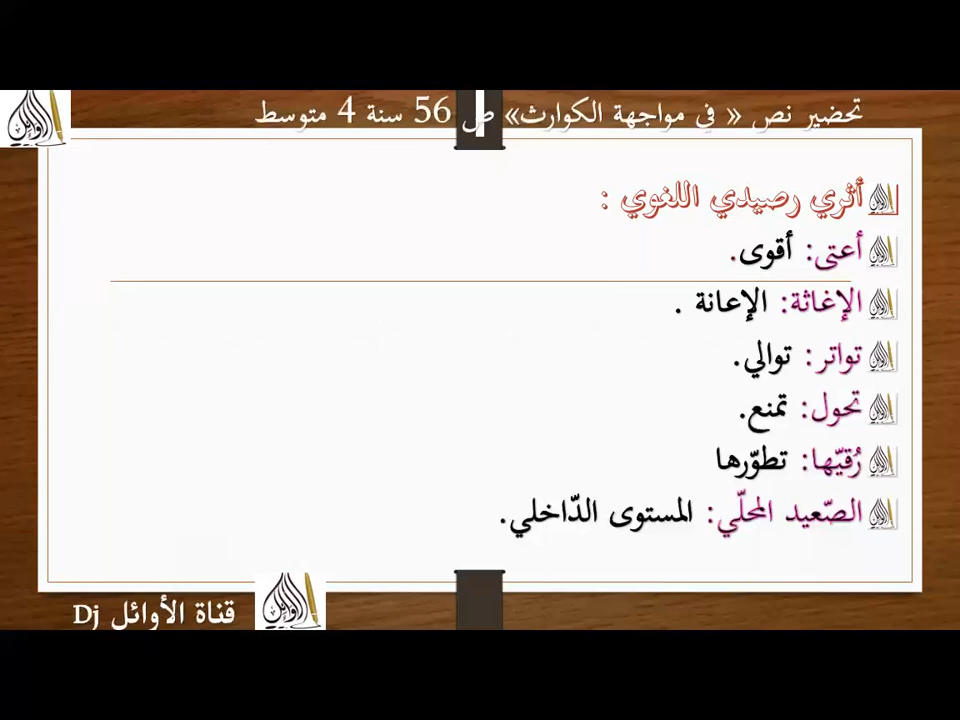 تحضير نص « في مواجهة الكوارث» ص 56 سنة 4 متوسط
أثري رصيدي اللغوي :
أعتى: أقوى.
الإغاثة: الإعانة .
تواتر: توالي.
تحول: تمنع.
رُقيّها: تطوّرها
الصّعيد المحلّي: المستوى الدّاخلي.
قناة الأوائل Dj